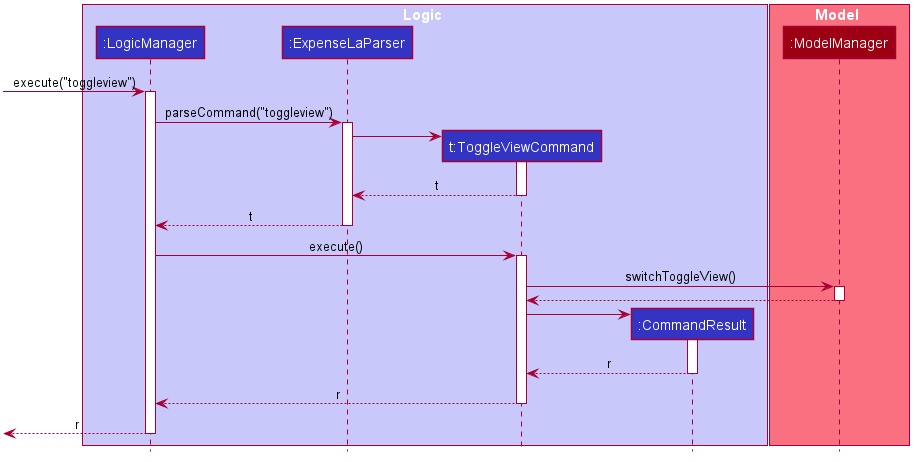 Logic
Model
:LogicManager
:ExpenseLaParser
:ModelManager
execute("toggleview")
parseCommand("toggleview")
t:ToggleViewCommand
t
t
execute()
switchToggleView()
:CommandResult
r
r
r